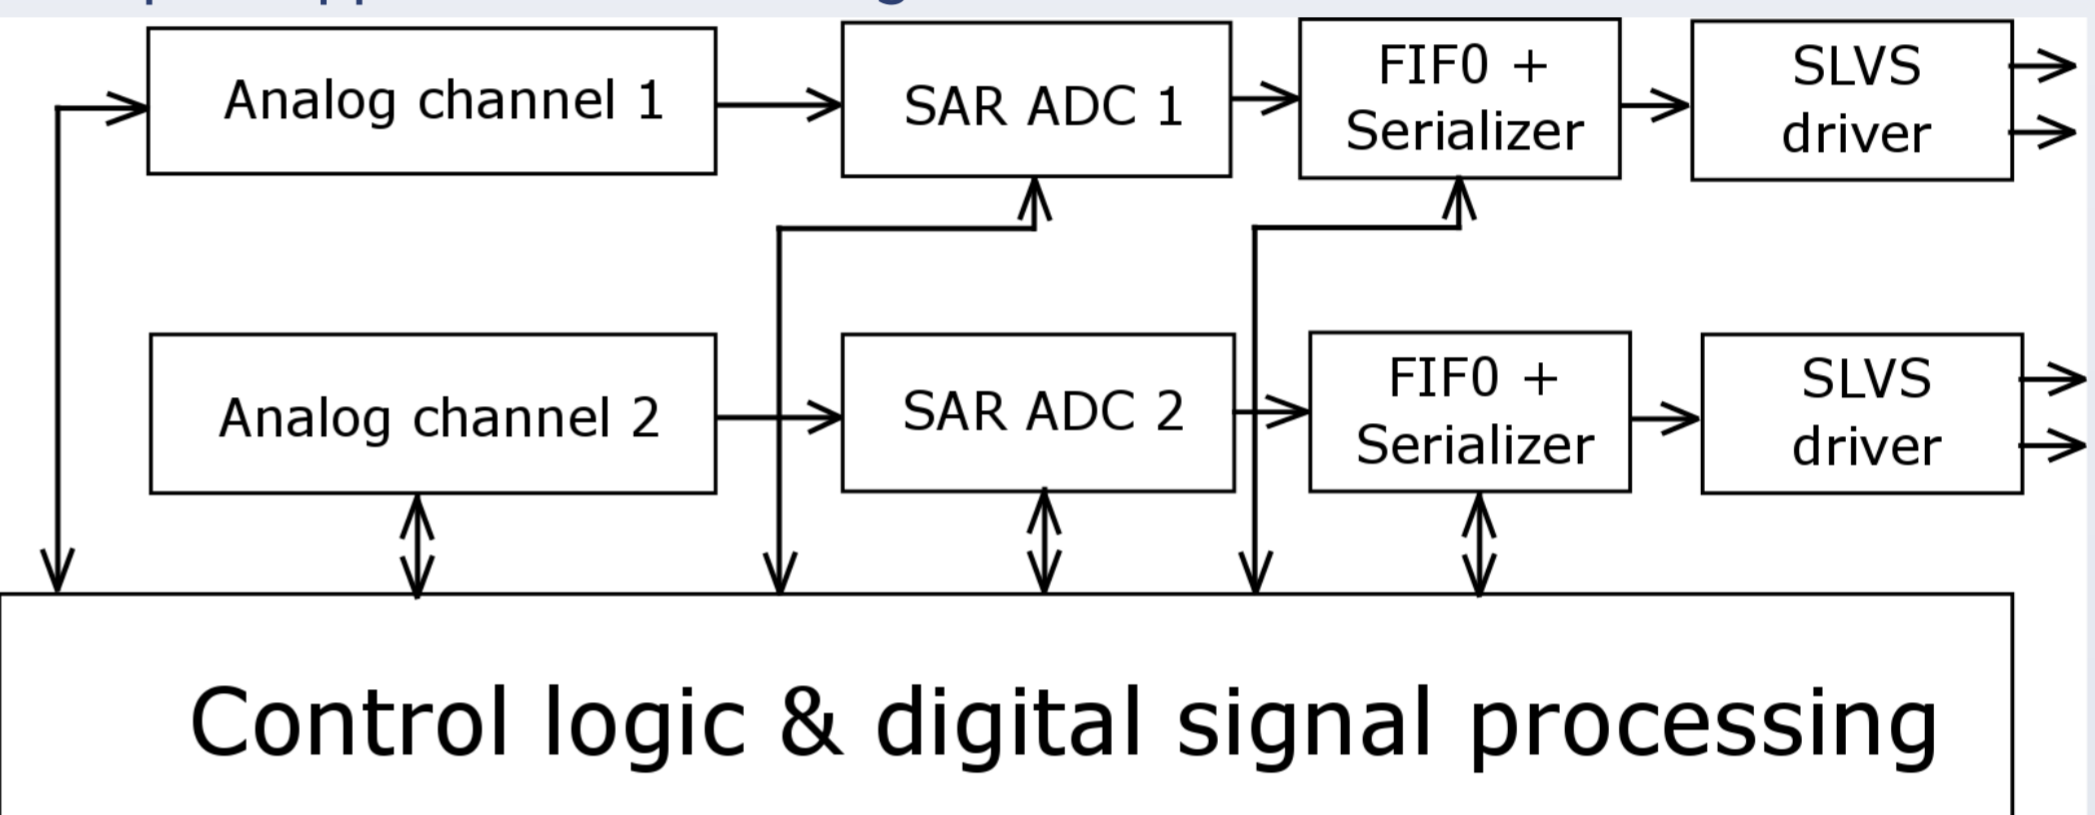 Analog channel 1
SAR ADC 1
FIF0 +
Serializer
SLVS
driver
Analog channel 2
SAR ADC 2
FIF0 +
Serializer
SLVS
driver
Control logic & digital signal processing